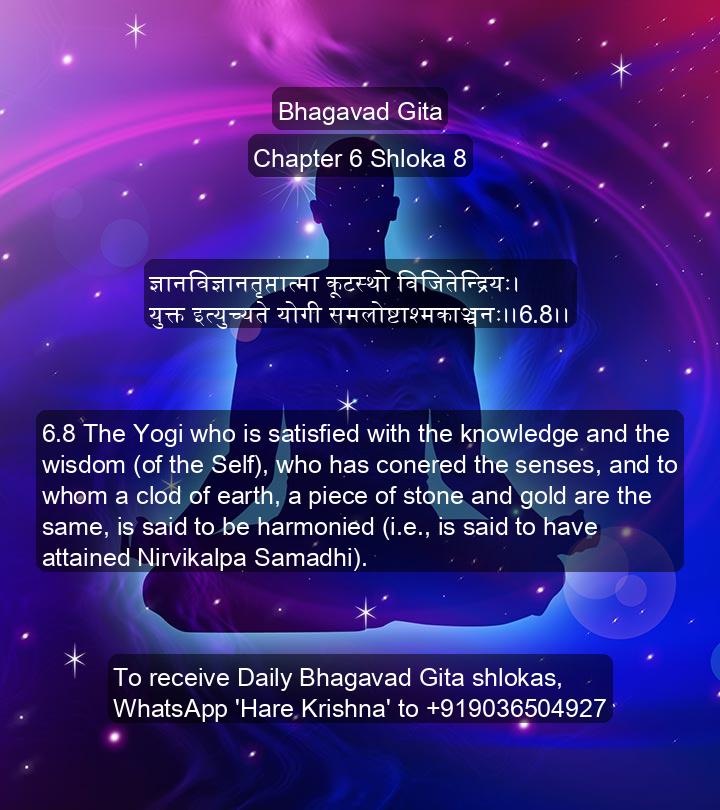 Bhagavad Gita
Chapter 6 Shloka 8
ज्ञानविज्ञानतृप्तात्मा कूटस्थो विजितेन्द्रियः।
युक्त इत्युच्यते योगी समलोष्टाश्मकाञ्चनः।।6.8।।
6.8 The Yogi who is satisfied with the knowledge and the
wisdom (of the Self), who has conered the senses, and to
whom a clod of earth, a piece of stone and gold are the
same, is said to be harmonied (i.e., is said to have
attained Nirvikalpa Samadhi).
To receive Daily Bhagavad Gita shlokas,
WhatsApp 'Hare Krishna' to +919036504927